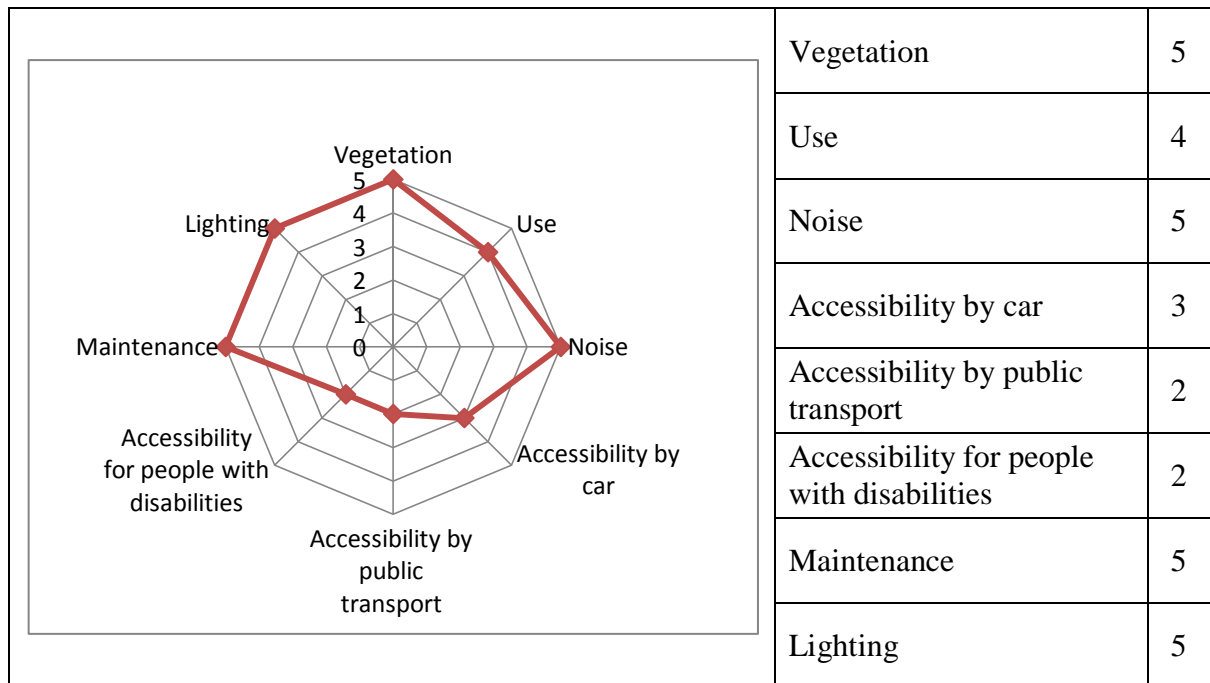 Vegetation
5
4
3
2
1
0
Use
Noise
Accessibility by
car
Accessibility by
public
transport
Accessibility
for people with
disabilities
Maintenance
Lighting
Vegetation 5
Use 4
Noise 5
Accessibility by car 3
Accessibility by public
transport 2
Accessibility for people
with disabilities 2
Maintenance 5
Lighting 5